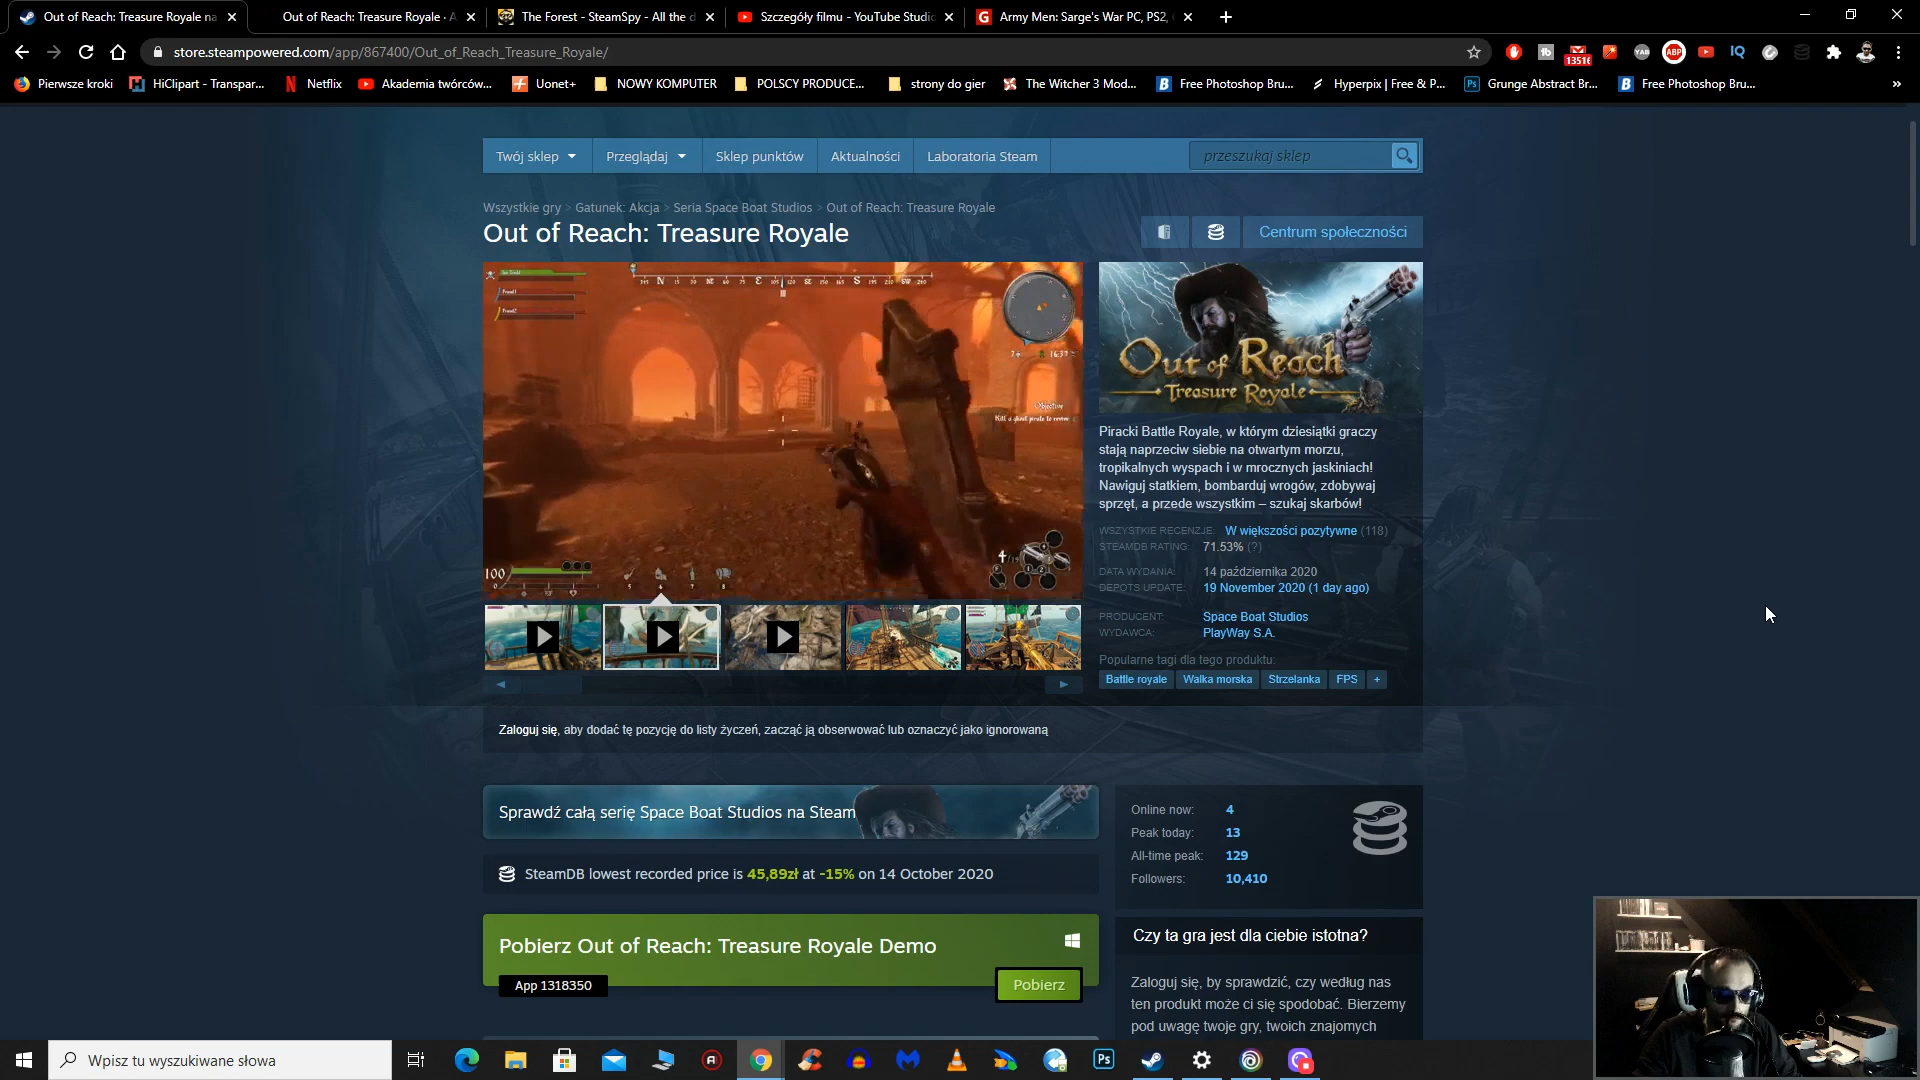 Out of Reach: Treasure Royale na
Out of Reach: Treasure Royale · A
The Forest - SteamSpy - All the d
Szczegóły filmu - YouTube Studio
Army Men: Sarge's War PC, PS2,
store.steampowered.com/app/867400/Out_of_Reach_Treasure_Royale/
ABP
IQ
1351€
Pierwsze kroki
HiClipart - Transpar...
Netflix
Akademia twórców...
Uonet+
NOWY KOMPUTER
POLSCY PRODUCE...
strony do gier
The Witcher 3 Mod...
Free Photoshop Bru...
Hyperpix | Free & P...
Grunge Abstract Br...
Free Photoshop Bru...
Twój sklep
Przeglądaj
Sklep punktów
Aktualności
Laboratoria Steam
przeszukaj sklep
Wszystkie gry > Gatunek: Akcja > Seria Space Boat Studios > Out of Reach: Treasure Royale
Out of Reach: Treasure Royale
Centrum społeczności
16:37
Objective
100
4
Out of Reach
Treasure Royale
Piracki Battle Royale, w którym dziesiątki graczy
stają naprzeciw siebie na otwartym morzu,
tropikalnych wyspach i w mrocznych jaskiniach!
Nawiguj statkiem, bombarduj wrogów, zdobywaj
sprzęt, a przede wszystkim – szukaj skarbów!
WSZYSTKIE RECENZJE: W większości pozytywne (118)
STEAMDB RATING: 71.53% (?)
DATA WYDANIA: 14 października 2020
DEPOTS UPDATE: 19 November 2020 (1 day ago)
PRODUCENT: Space Boat Studios
WYDAWCA: PlayWay S.A.
Popularne tagi dla tego produktu:
Battle royale Walka morska Strzelanka FPS +
Zaloguj się, aby dodać tę pozycję do listy życzeń, zacząć ją obserwować lub oznaczyć jako ignorowaną
Sprawdź całą serię Space Boat Studios na Steam
SteamDB lowest recorded price is 45,89zł at -15% on 14 October 2020
Pobierz Out of Reach: Treasure Royale Demo
App 1318350
Pobierz
Online now: 4
Peak today: 13
All-time peak: 129
Followers: 10,410
Czy ta gra jest dla ciebie istotna?
Zaloguj się, by sprawdzić, czy według nas
ten produkt może ci się spodobać. Bierzemy
pod uwagę twoje gry, twoich znajomych
Wpisz tu wyszukiwane słowa
Ps